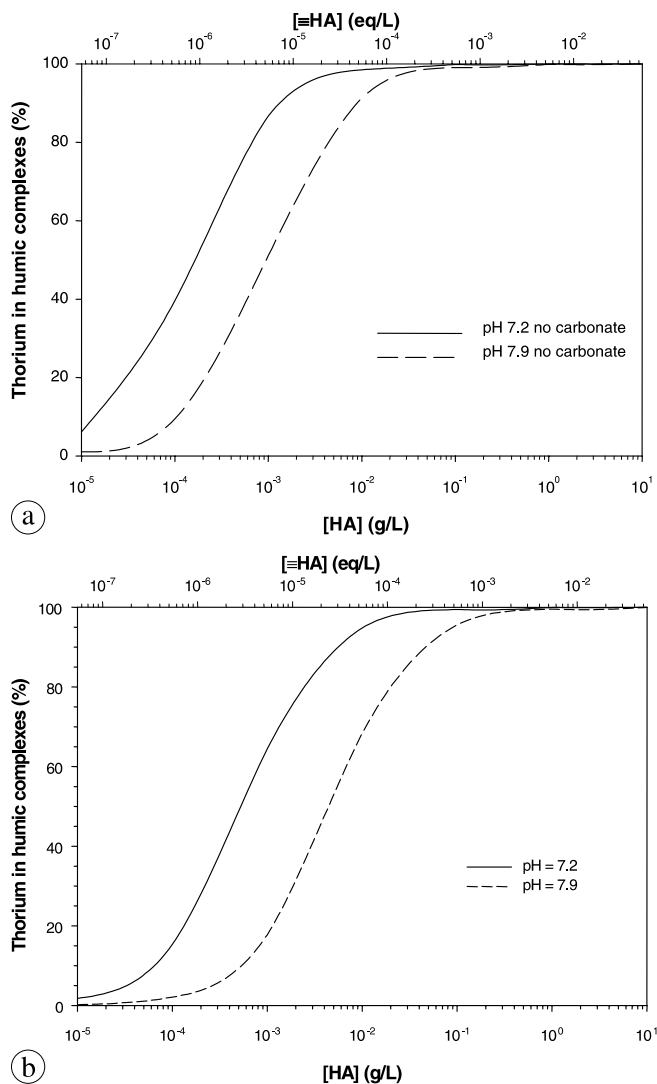 [≡HA] (eq/L)
10⁻⁷ 10⁻⁶ 10⁻⁵ 10⁻⁴ 10⁻³ 10⁻²
Thorium in humic complexes (%)
100
80
60
40
20
0
pH 7.2 no carbonate
pH 7.9 no carbonate
10⁻⁵ 10⁻⁴ 10⁻³ 10⁻² 10⁻¹ 10⁰ 10¹
[HA] (g/L)
a
[≡HA] (eq/L)
10⁻⁷ 10⁻⁶ 10⁻⁵ 10⁻⁴ 10⁻³ 10⁻²
Thorium in humic complexes (%)
100
80
60
40
20
0
pH = 7.2
pH = 7.9
10⁻⁵ 10⁻⁴ 10⁻³ 10⁻² 10⁻¹ 10⁰ 10¹
[HA] (g/L)
b